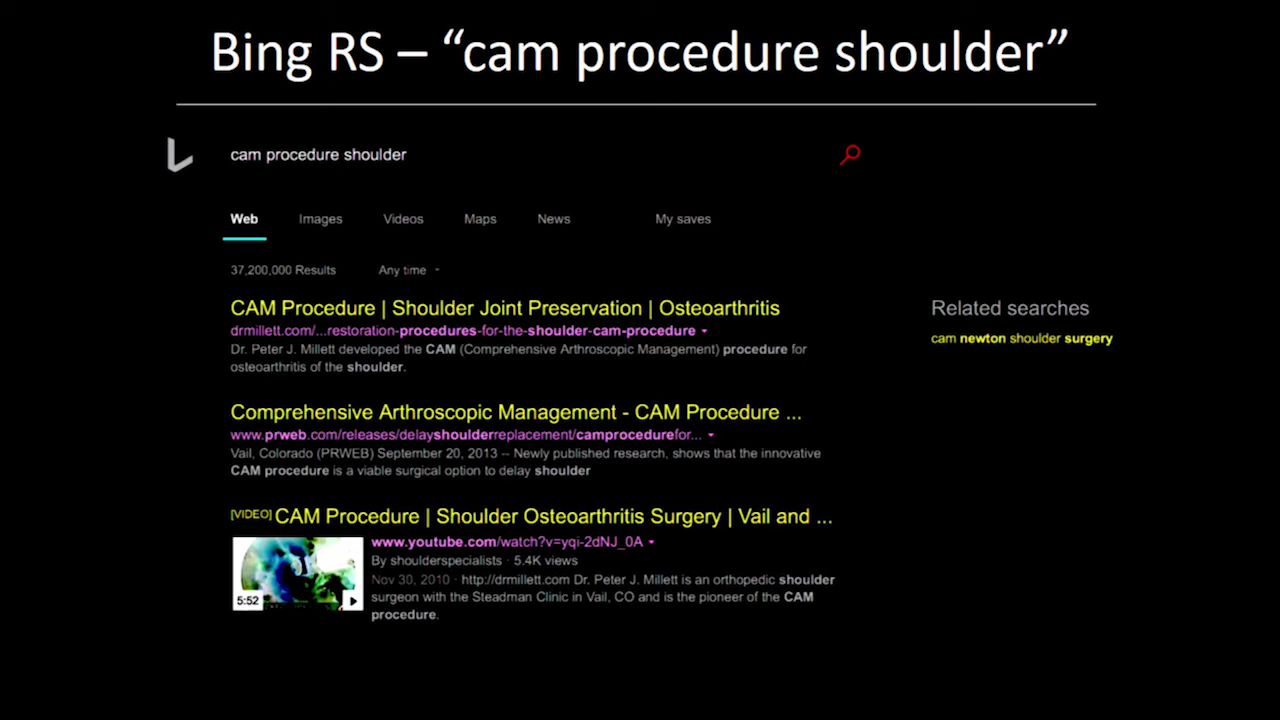 Bing RS – “cam procedure shoulder”
cam procedure shoulder
Web Images Videos Maps News My saves
37,200,000 Results Any time
CAM Procedure | Shoulder Joint Preservation | Osteoarthritis
drmillett.com/...restoration-procedures-for-the-shoulder-cam-procedure
Dr. Peter J. Millett developed the CAM (Comprehensive Arthroscopic Management) procedure for
osteoarthritis of the shoulder.
Comprehensive Arthroscopic Management - CAM Procedure ...
www.prweb.com/releases/delayshoulderreplacement/camprocedurefor...
Vail, Colorado (PRWEB) September 20, 2013 -- Newly published research, shows that the innovative
CAM procedure is a viable surgical option to delay shoulder
[VIDEO] CAM Procedure | Shoulder Osteoarthritis Surgery | Vail and ...
www.youtube.com/watch?v=yqi-2dNJ_0A
By shoulderspecialists · 5.4K views
Nov 30, 2010 · http://drmillett.com Dr. Peter J. Millett is an orthopedic shoulder
surgeon with the Steadman Clinic in Vail, CO and is the pioneer of the CAM
procedure.
5:52
Related searches
cam newton shoulder surgery